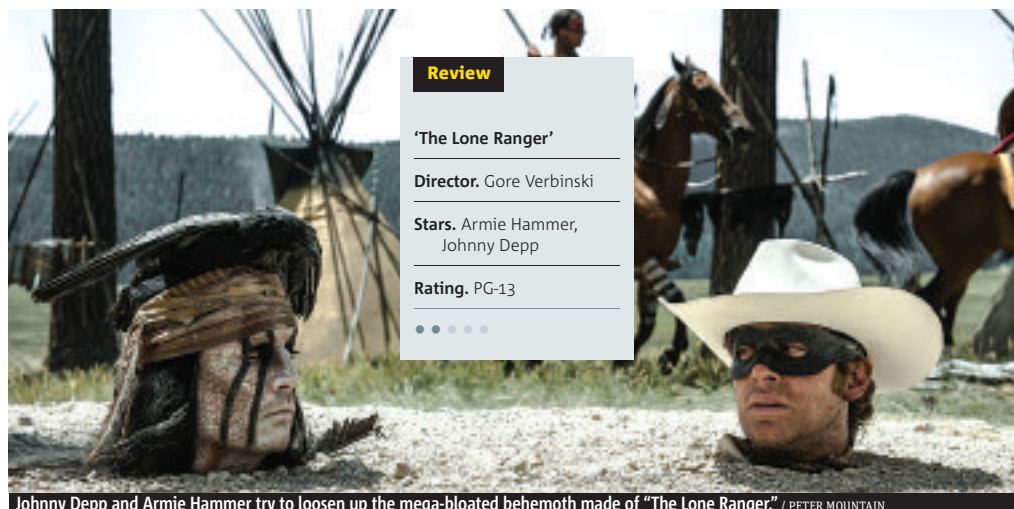 Review
‘The Lone Ranger’
Director. Gore Verbinski
Stars. Armie Hammer,
Johnny Depp
Rating. PG-13
Johnny Depp and Armie Hammer try to loosen up the mega-bloated behemoth made of “The Lone Ranger.” / PETER MOUNTAIN